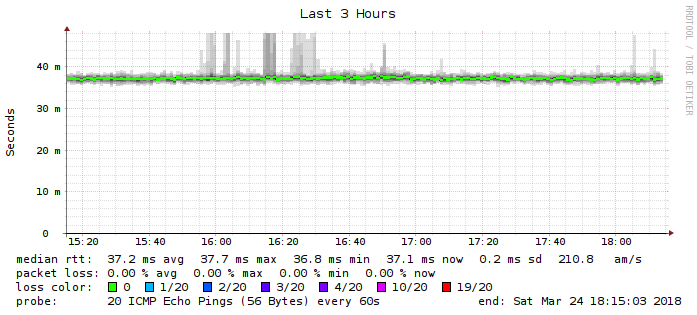 Last 3 Hours
RRDTOOL / TOBI OETIKER
Seconds
40 m
30 m
20 m
10 m
0
15:20 15:40 16:00 16:20 16:40 17:00 17:20 17:40 18:00
median rtt: 37.2 ms avg 37.7 ms max 36.8 ms min 37.1 ms now 0.2 ms sd 210.8 am/s
packet loss: 0.00 % avg 0.00 % max 0.00 % min 0.00 % now
loss color: 0 1/20 2/20 3/20 4/20 10/20 19/20
probe: 20 ICMP Echo Pings (56 Bytes) every 60s end: Sat Mar 24 18:15:03 2018